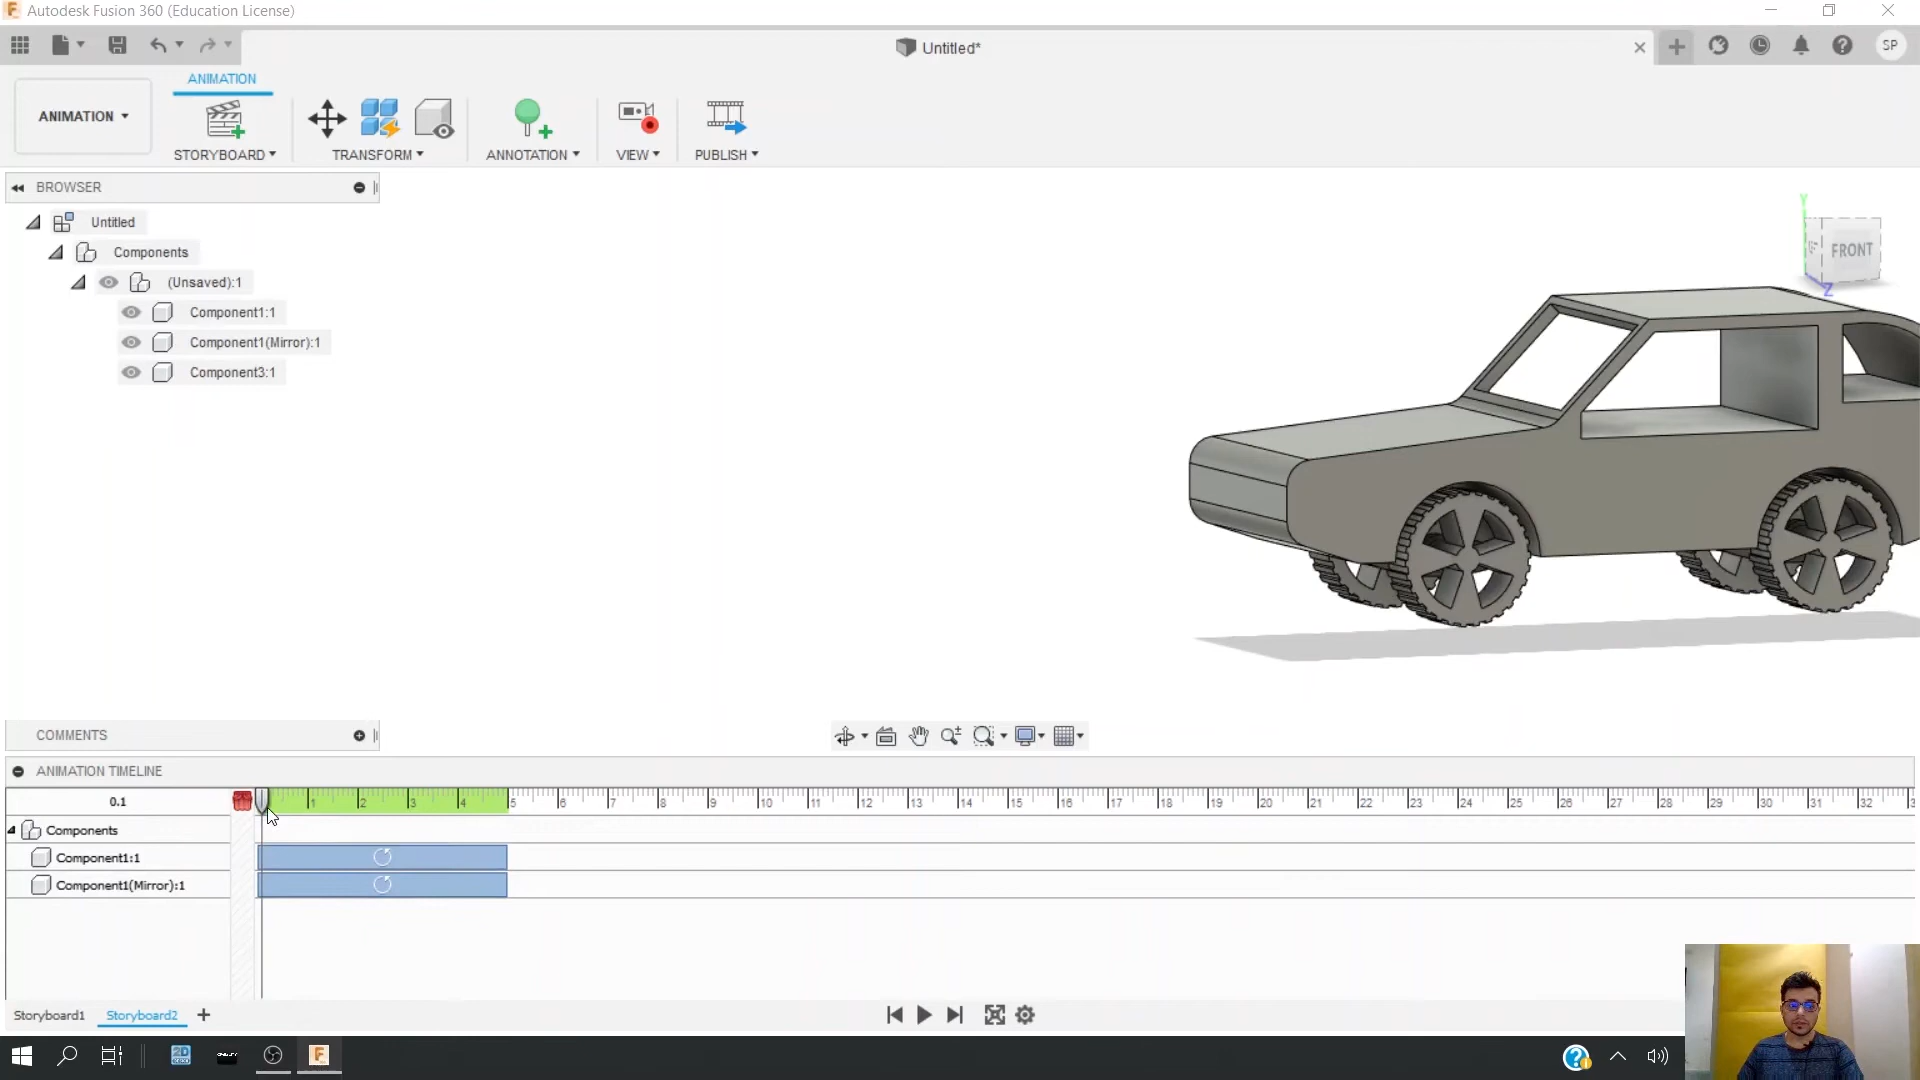 Autodesk Fusion 360 (Education License)
Untitled*
SP
ANIMATION
ANIMATION
STORYBOARD
TRANSFORM
ANNOTATION
VIEW
PUBLISH
BROWSER
Untitled
Components
(Unsaved):1
Component1:1
Component1(Mirror):1
Component3:1
Y
FRONT
Z
COMMENTS
ANIMATION TIMELINE
0.1
1 2 3 4 5 6 7 8 9 10 11 12 13 14 15 16 17 18 19 20 21 22 23 24 25 26 27 28 29 30 31 32
Components
Component1:1
Component1(Mirror):1
Storyboard1 Storyboard2 +